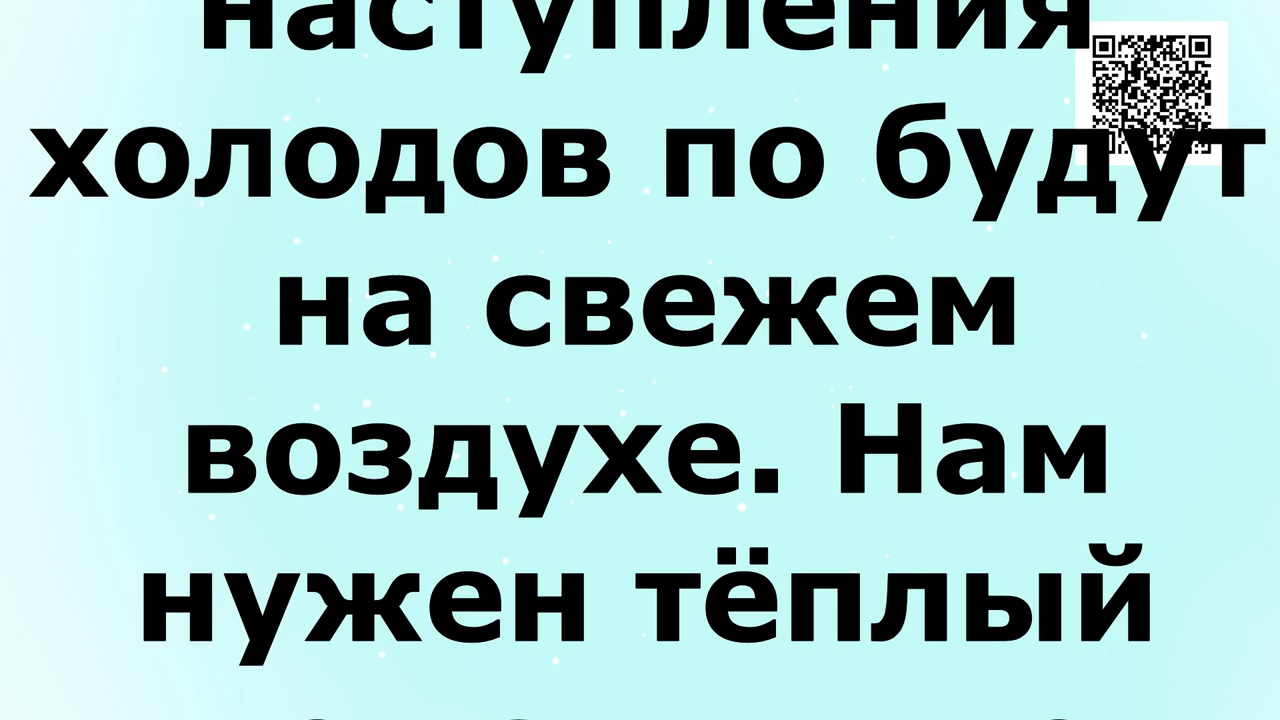 наступления
холодов по будут
на свежем
воздухе. Нам
нужен тёплый